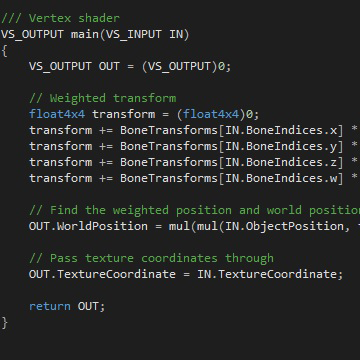 /// Vertex shader
VS_OUTPUT main(VS_INPUT IN)
{
VS_OUTPUT OUT = (VS_OUTPUT)0;
// Weighted transform
float4x4 transform = (float4x4)0;
transform += BoneTransforms[IN.BoneIndices.x] *
transform += BoneTransforms[IN.BoneIndices.y] *
transform += BoneTransforms[IN.BoneIndices.z] *
transform += BoneTransforms[IN.BoneIndices.w] *
// Find the weighted position and world position
OUT.WorldPosition = mul(mul(IN.ObjectPosition,
// Pass texture coordinates through
OUT.TextureCoordinate = IN.TextureCoordinate;
return OUT;
}